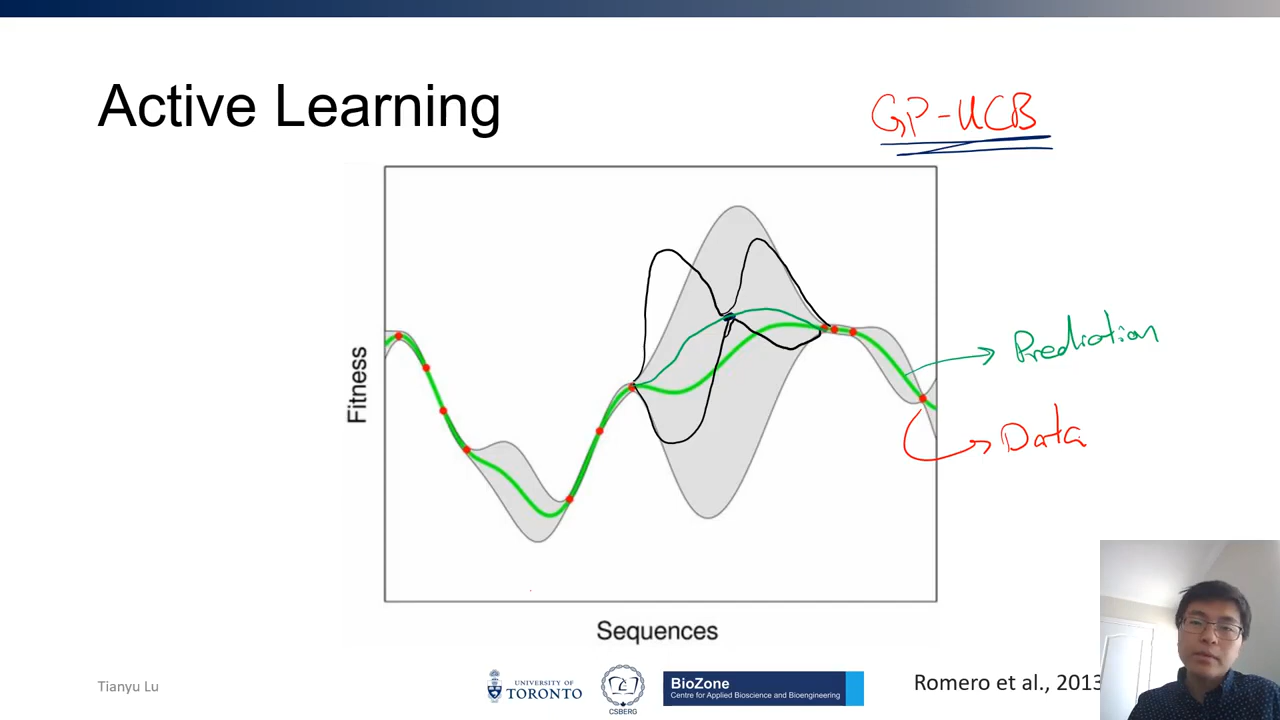 Active Learning
GP-UCB
Fitness
Prediction
Data
Sequences
Tianyu Lu
UNIVERSITY OF
TORONTO
CSBERG
BioZone
Centre for Applied Bioscience and Bioengineering
Romero et al., 2013